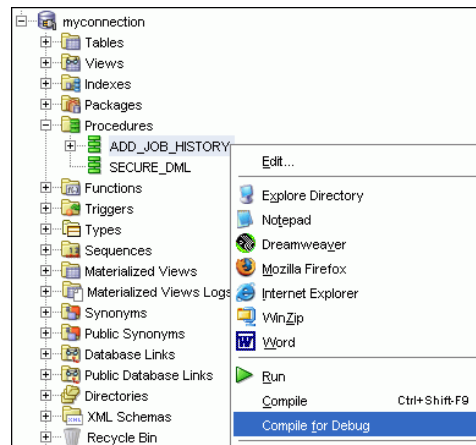 myconnection
Tables
Views
Indexes
Packages
Procedures
ADD_JOB_HISTORY
SECURE_DML
Functions
Triggers
Types
Sequences
Materialized Views
Materialized Views Logs
Synonyms
Public Synonyms
Database Links
Public Database Links
Directories
XML Schemas
Recycle Bin
Edit...
Explore Directory
Notepad
Dreamweaver
Mozilla Firefox
Internet Explorer
WinZip
Word
Run
Compile Ctrl+Shift-F9
Compile for Debug